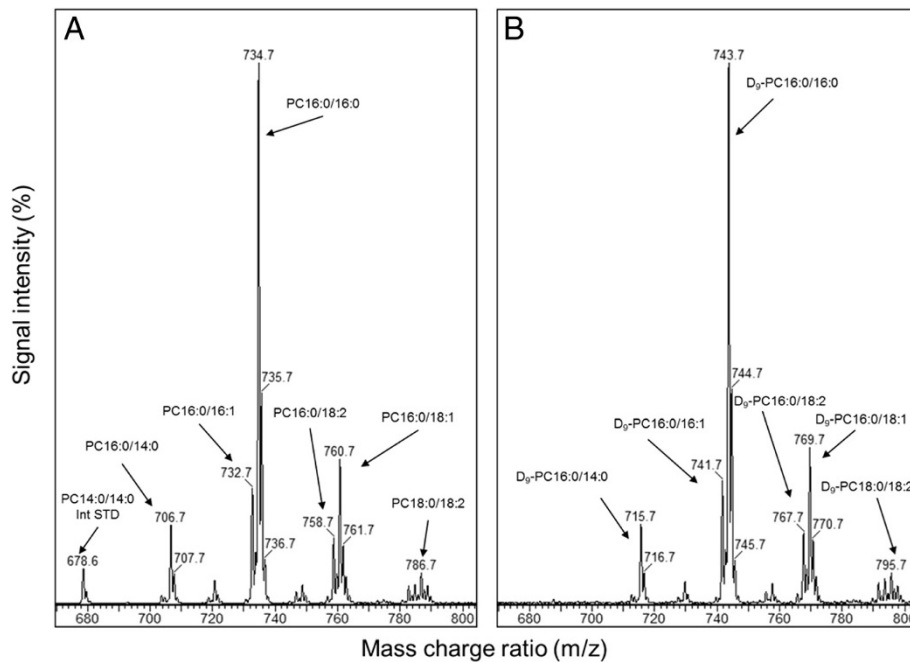 A
734.7
PC16:0/16:0
735.7
PC16:0/16:1
PC16:0/18:2
PC16:0/18:1
732.7
760.7
PC16:0/14:0
PC14:0/14:0
Int STD
706.7
758.7
761.7
PC18:0/18:2
678.6
707.7
736.7
786.7
680 700 720 740 760 780 800
B
743.7
D₉-PC16:0/16:0
744.7
D₉-PC16:0/18:2
D₉-PC16:0/16:1
D₉-PC16:0/18:1
769.7
D₉-PC16:0/14:0
741.7
D₉-PC18:0/18:2
715.7
767.7
770.7
716.7
745.7
795.7
680 700 720 740 760 780 800
Signal intensity (%)
Mass charge ratio (m/z)